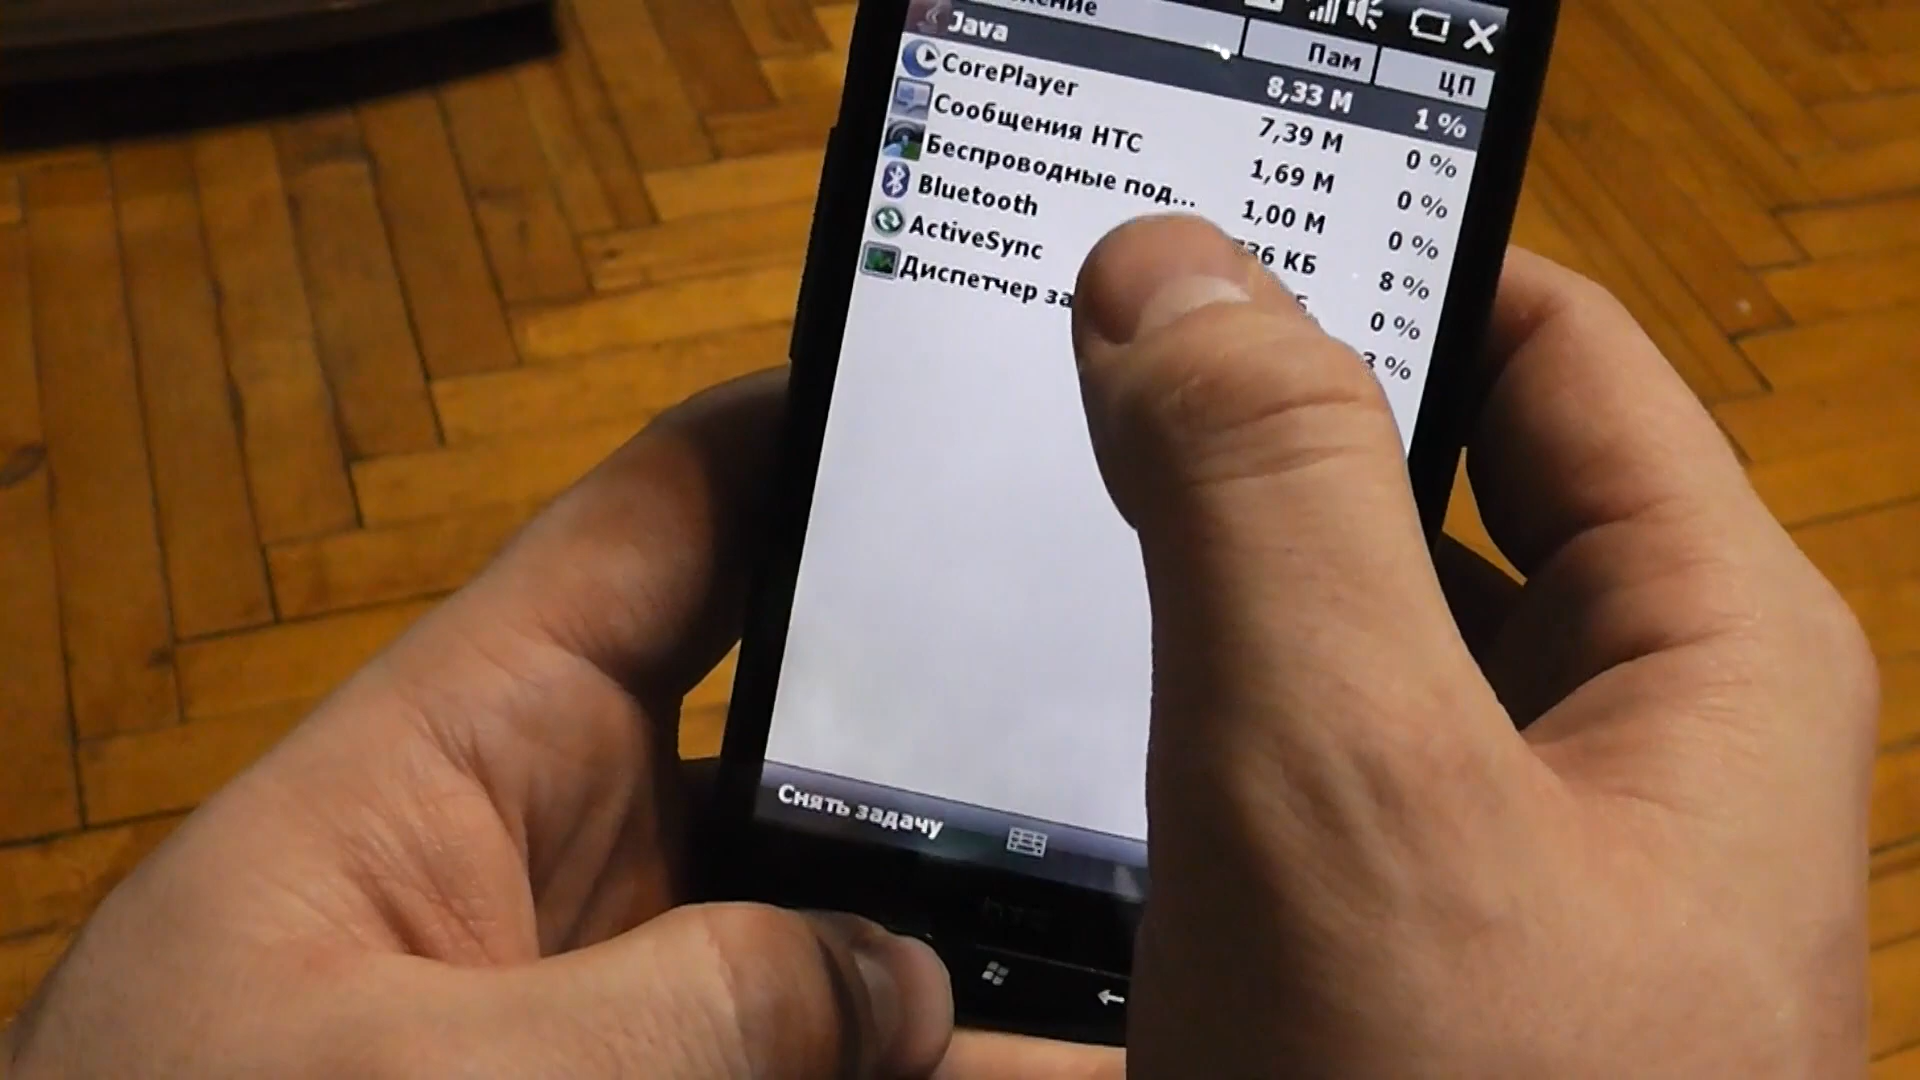 Пам ЦП
Java 8,33 М 1 %
CorePlayer 7,39 М 0 %
Сообщения HTC 1,69 М 0 %
Беспроводные под... 1,00 М 0 %
Bluetooth КБ 8 %
ActiveSync 0 %
Диспетчер %
Снять задачу
hTC